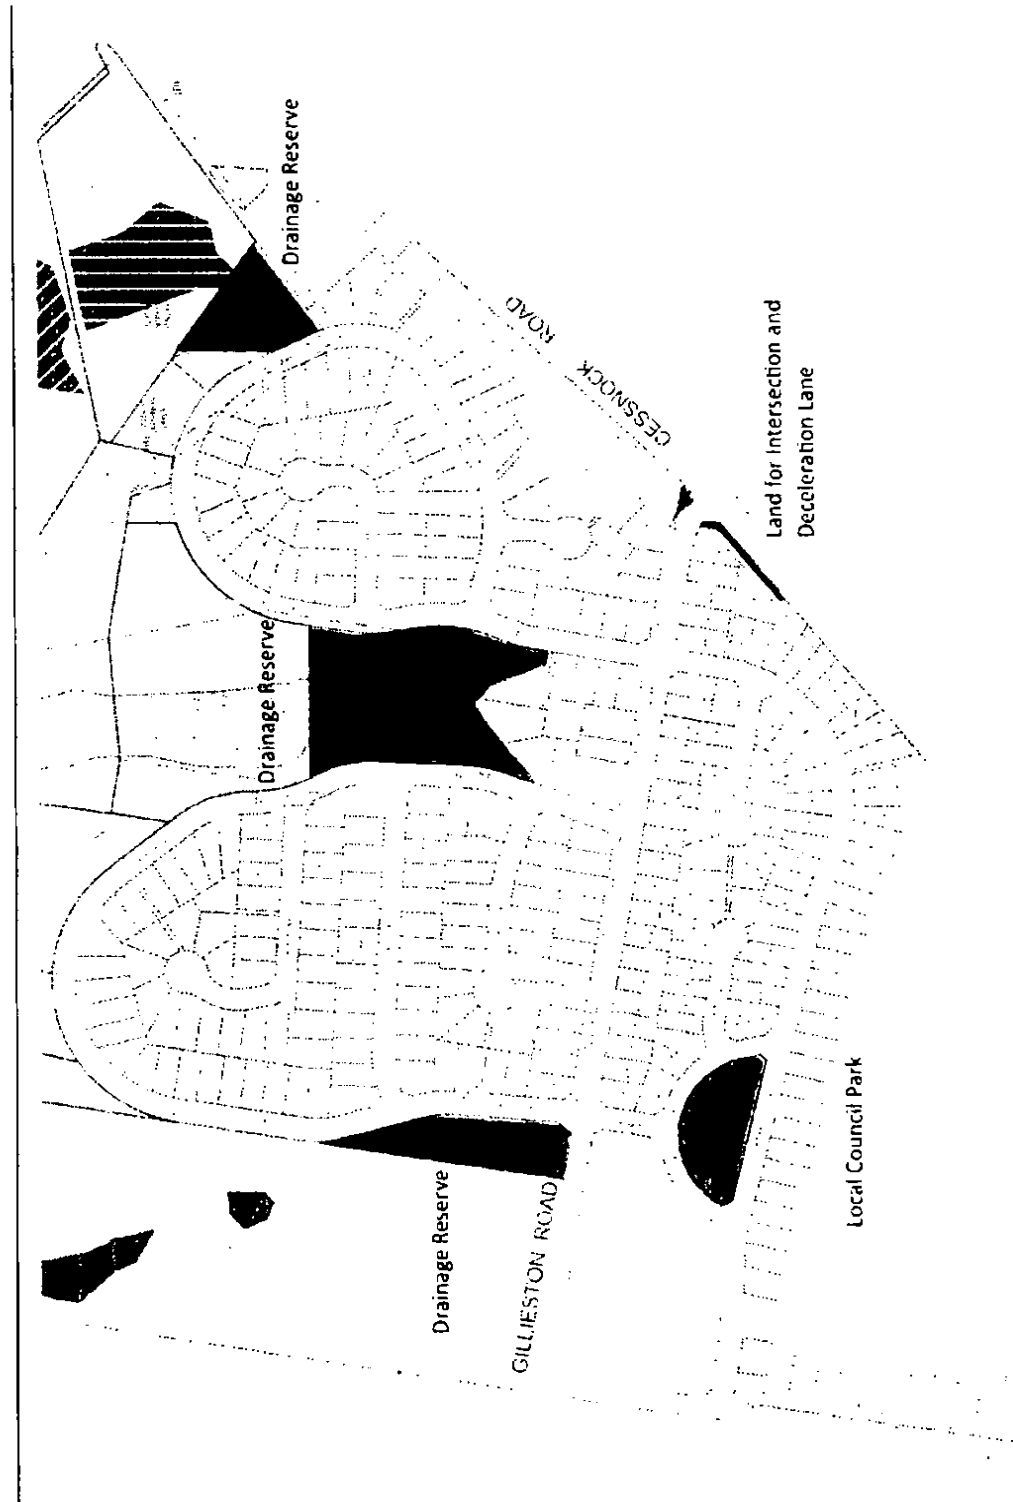 Drainage Reserve
CESSNOCK ROAD
Land for Intersection and
Deceleration Lane
Drainage Reserve
Drainage Reserve
GILLIESTON ROAD
Local Council Park